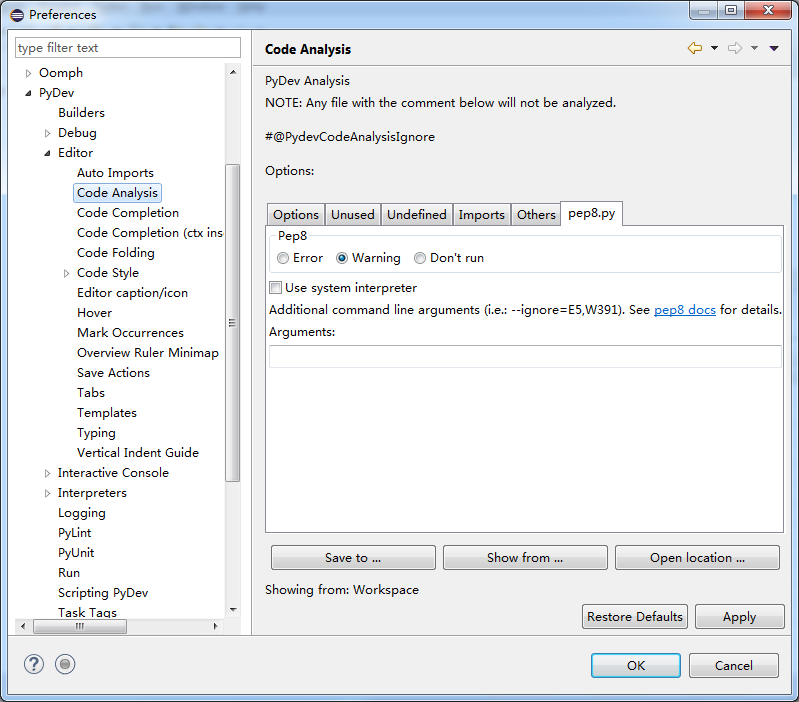 Preferences
type filter text
Oomph
PyDev
Builders
Debug
Editor
Auto Imports
Code Analysis
Code Completion
Code Completion (ctx ins
Code Folding
Code Style
Editor caption/icon
Hover
Mark Occurrences
Overview Ruler Minimap
Save Actions
Tabs
Templates
Typing
Vertical Indent Guide
Interactive Console
Interpreters
Logging
PyLint
PyUnit
Run
Scripting PyDev
Task Tags
Code Analysis
PyDev Analysis
NOTE: Any file with the comment below will not be analyzed.
#@PydevCodeAnalysisIgnore
Options:
Options Unused Undefined Imports Others pep8.py
Pep8
Error Warning Don't run
Use system interpreter
Additional command line arguments (i.e.: --ignore=E5,W391). See pep8 docs for details.
Arguments:
Save to ... Show from ... Open location ...
Showing from: Workspace
Restore Defaults Apply
? OK Cancel